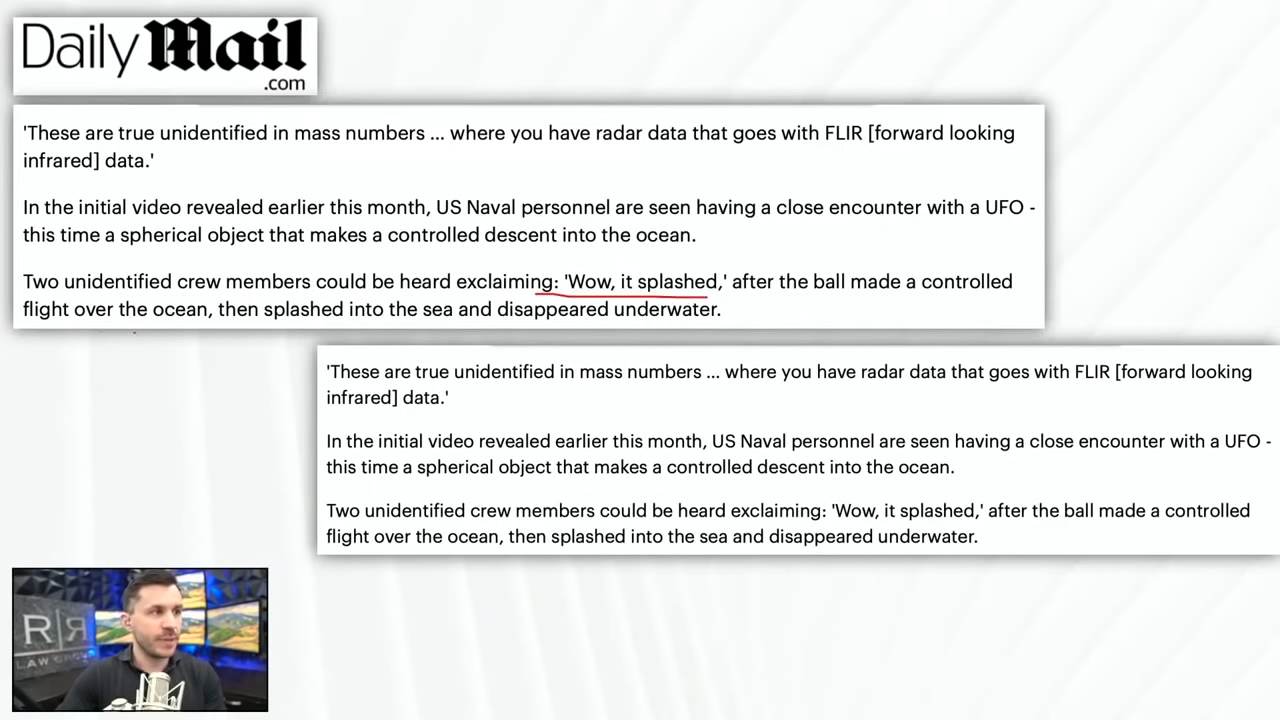 Daily Mail
.com
'These are true unidentified in mass numbers ... where you have radar data that goes with FLIR [forward looking
infrared] data.'
In the initial video revealed earlier this month, US Naval personnel are seen having a close encounter with a UFO -
this time a spherical object that makes a controlled descent into the ocean.
Two unidentified crew members could be heard exclaiming: 'Wow, it splashed,' after the ball made a controlled
flight over the ocean, then splashed into the sea and disappeared underwater.
'These are true unidentified in mass numbers ... where you have radar data that goes with FLIR [forward looking
infrared] data.'
In the initial video revealed earlier this month, US Naval personnel are seen having a close encounter with a UFO -
this time a spherical object that makes a controlled descent into the ocean.
Two unidentified crew members could be heard exclaiming: 'Wow, it splashed,' after the ball made a controlled
flight over the ocean, then splashed into the sea and disappeared underwater.
R|R
LAW GRO